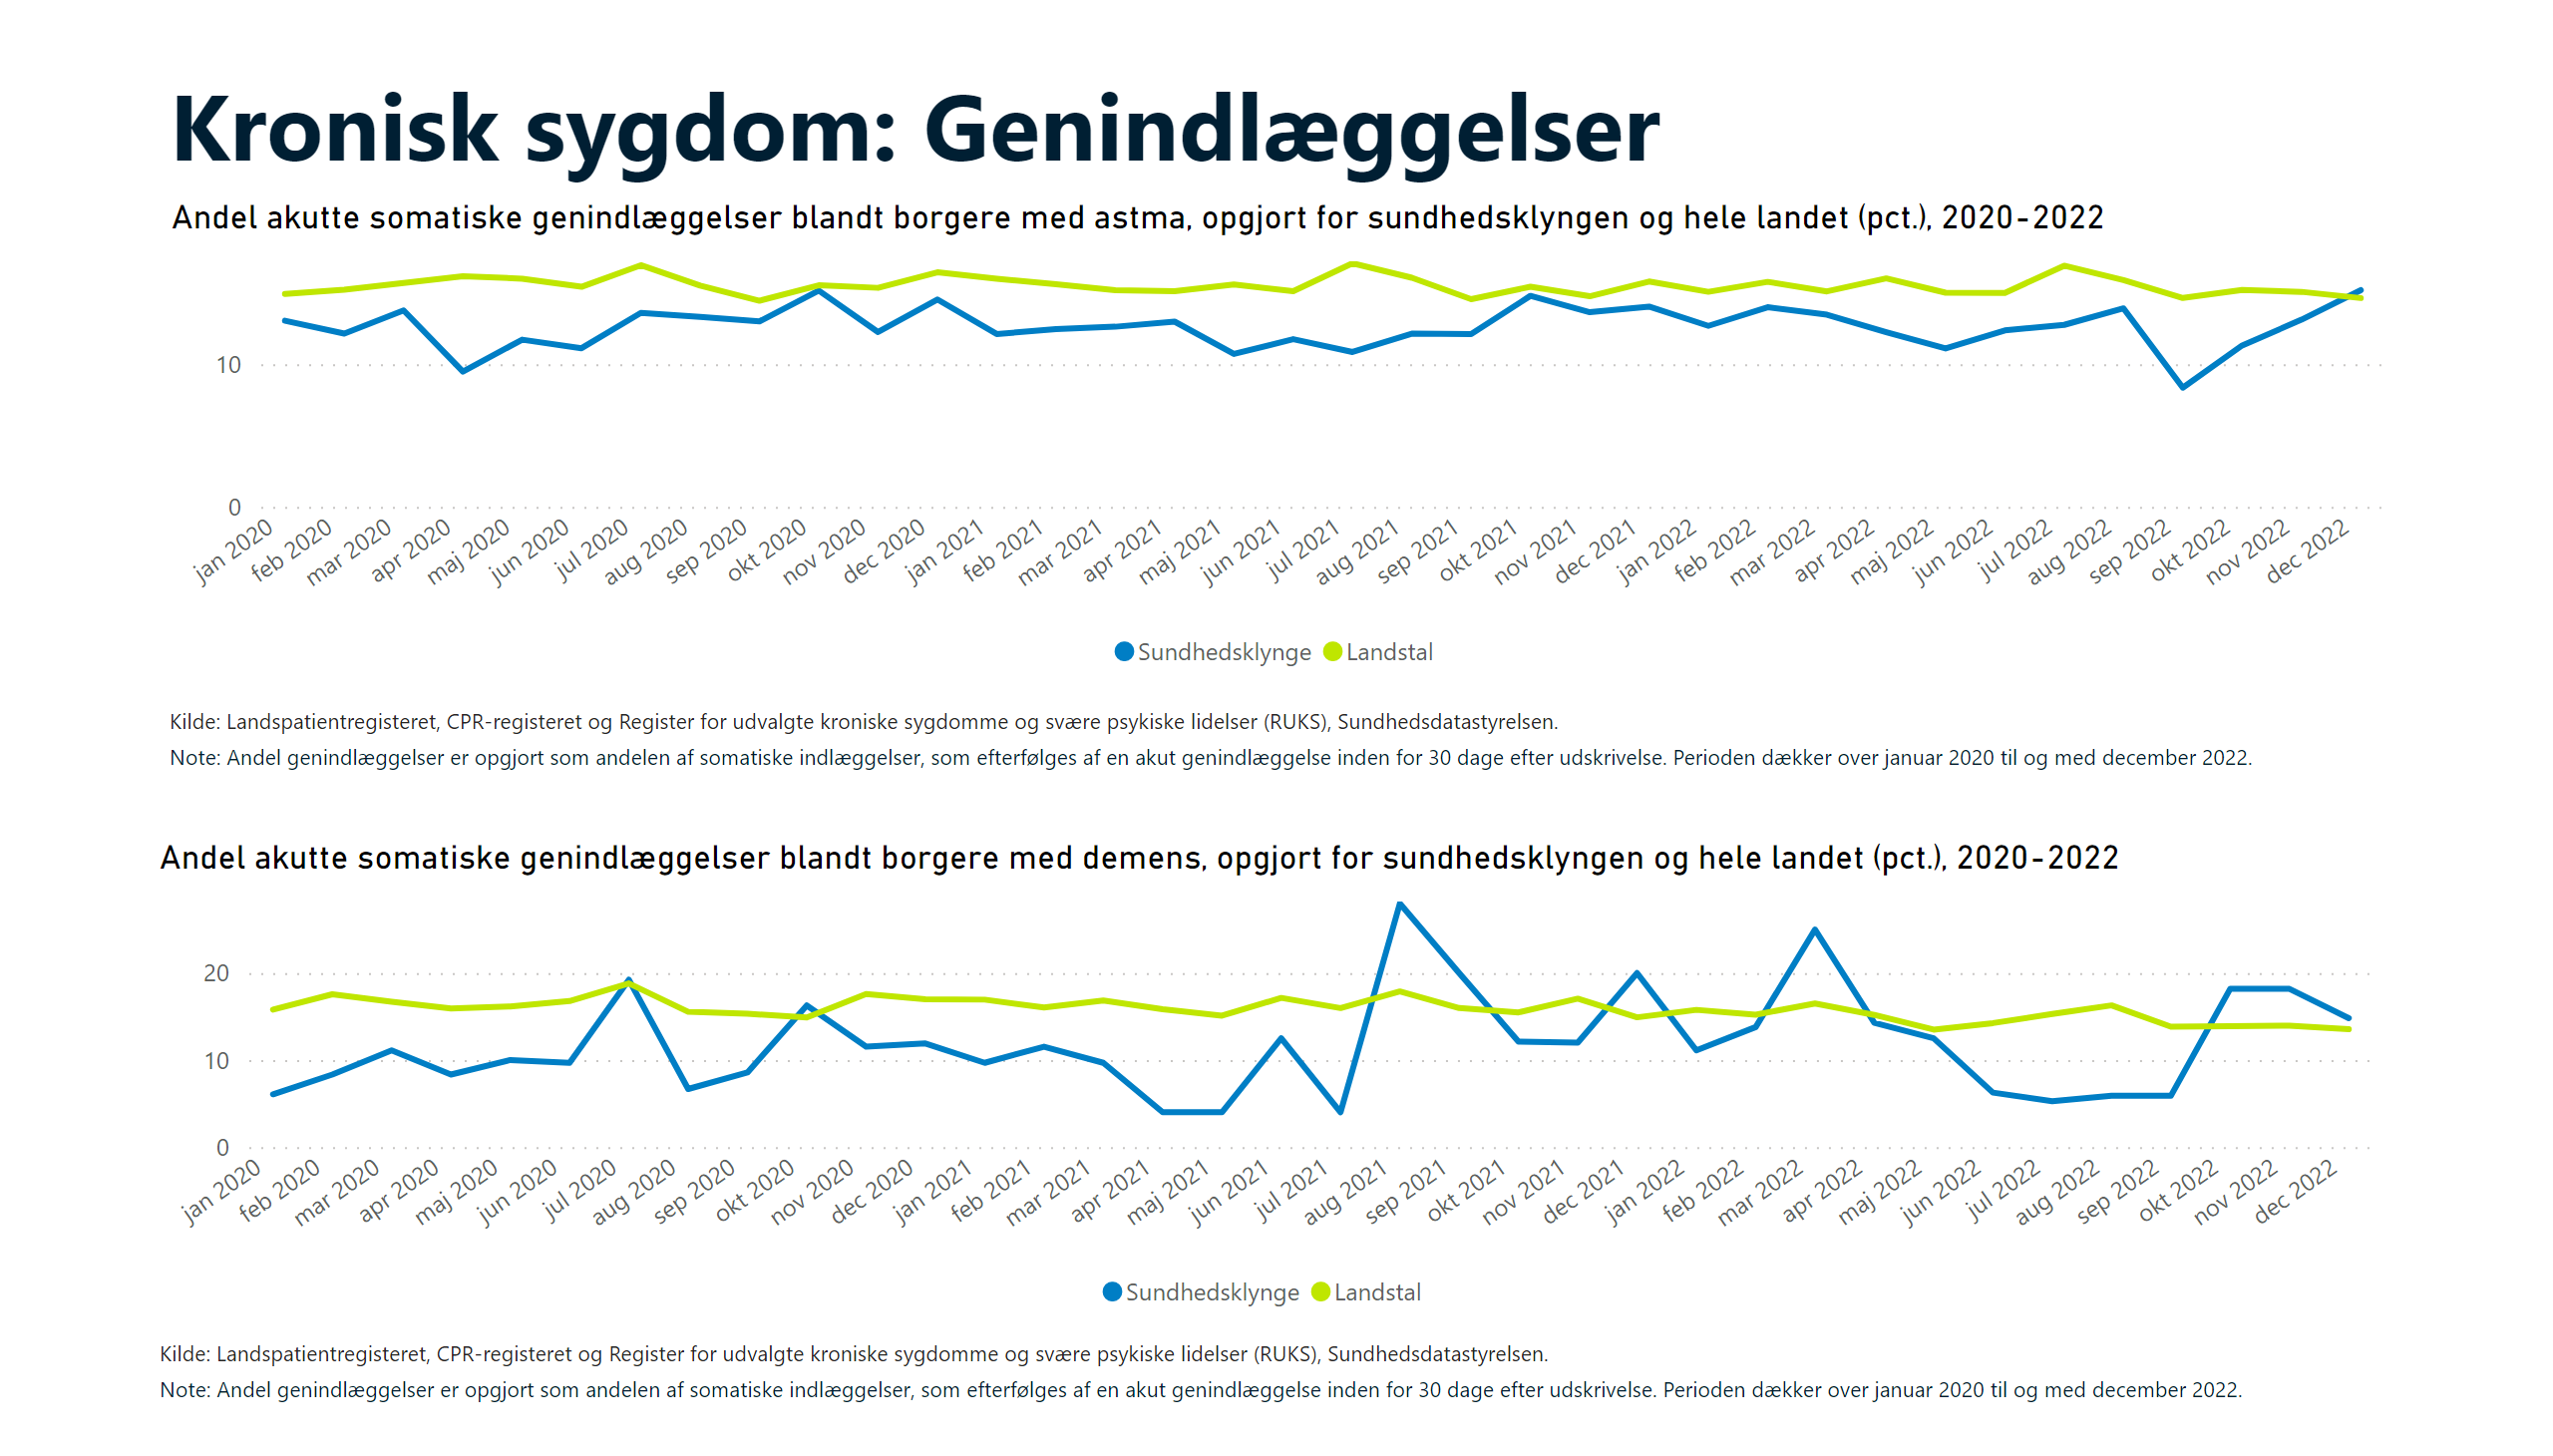 Kronisk sygdom: Genindlæggelser
Andel akutte somatiske genindlæggelser blandt borgere med astma, opgjort for sundhedsklyngen og hele landet (pct.), 2020-2022
10
0
jan 2020
feb 2020
mar 2020
apr 2020
maj 2020
jun 2020
jul 2020
aug 2020
sep 2020
okt 2020
nov 2020
dec 2020
jan 2021
feb 2021
mar 2021
apr 2021
maj 2021
jun 2021
jul 2021
aug 2021
sep 2021
okt 2021
nov 2021
dec 2021
jan 2022
feb 2022
mar 2022
apr 2022
maj 2022
jun 2022
jul 2022
aug 2022
sep 2022
okt 2022
nov 2022
dec 2022
Sundhedsklynge Landstal
Kilde: Landspatientregisteret, CPR-registeret og Register for udvalgte kroniske sygdomme og svære psykiske lidelser (RUKS), Sundhedsdatastyrelsen.
Note: Andel genindlæggelser er opgjort som andelen af somatiske indlæggelser, som efterfølges af en akut genindlæggelse inden for 30 dage efter udskrivelse. Perioden dækker over januar 2020 til og med december 2022.
Andel akutte somatiske genindlæggelser blandt borgere med demens, opgjort for sundhedsklyngen og hele landet (pct.), 2020-2022
20
10
0
jan 2020
feb 2020
mar 2020
apr 2020
maj 2020
jun 2020
jul 2020
aug 2020
sep 2020
okt 2020
nov 2020
dec 2020
jan 2021
feb 2021
mar 2021
apr 2021
maj 2021
jun 2021
jul 2021
aug 2021
sep 2021
okt 2021
nov 2021
dec 2021
jan 2022
feb 2022
mar 2022
apr 2022
maj 2022
jun 2022
jul 2022
aug 2022
sep 2022
okt 2022
nov 2022
dec 2022
Sundhedsklynge Landstal
Kilde: Landspatientregisteret, CPR-registeret og Register for udvalgte kroniske sygdomme og svære psykiske lidelser (RUKS), Sundhedsdatastyrelsen.
Note: Andel genindlæggelser er opgjort som andelen af somatiske indlæggelser, som efterfølges af en akut genindlæggelse inden for 30 dage efter udskrivelse. Perioden dækker over januar 2020 til og med december 2022.